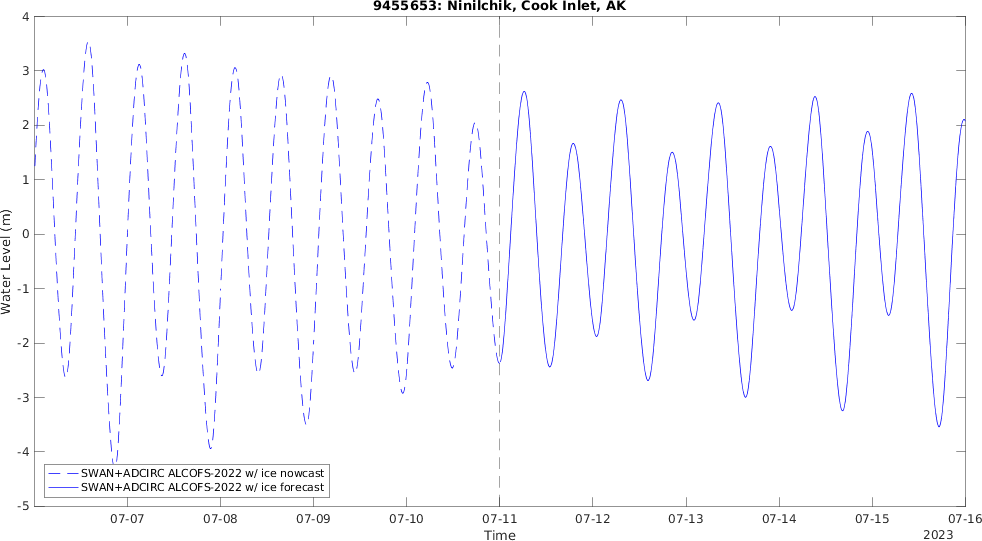 9455653: Ninilchik, Cook Inlet, AK
4
3
2
1
0
-1
-2
-3
-4
-5
Water Level (m)
SWAN+ADCIRC ALCOFS-2022 w/ ice nowcast
SWAN+ADCIRC ALCOFS-2022 w/ ice forecast
07-07 07-08 07-09 07-10 07-11 07-12 07-13 07-14 07-15 07-16
Time
2023